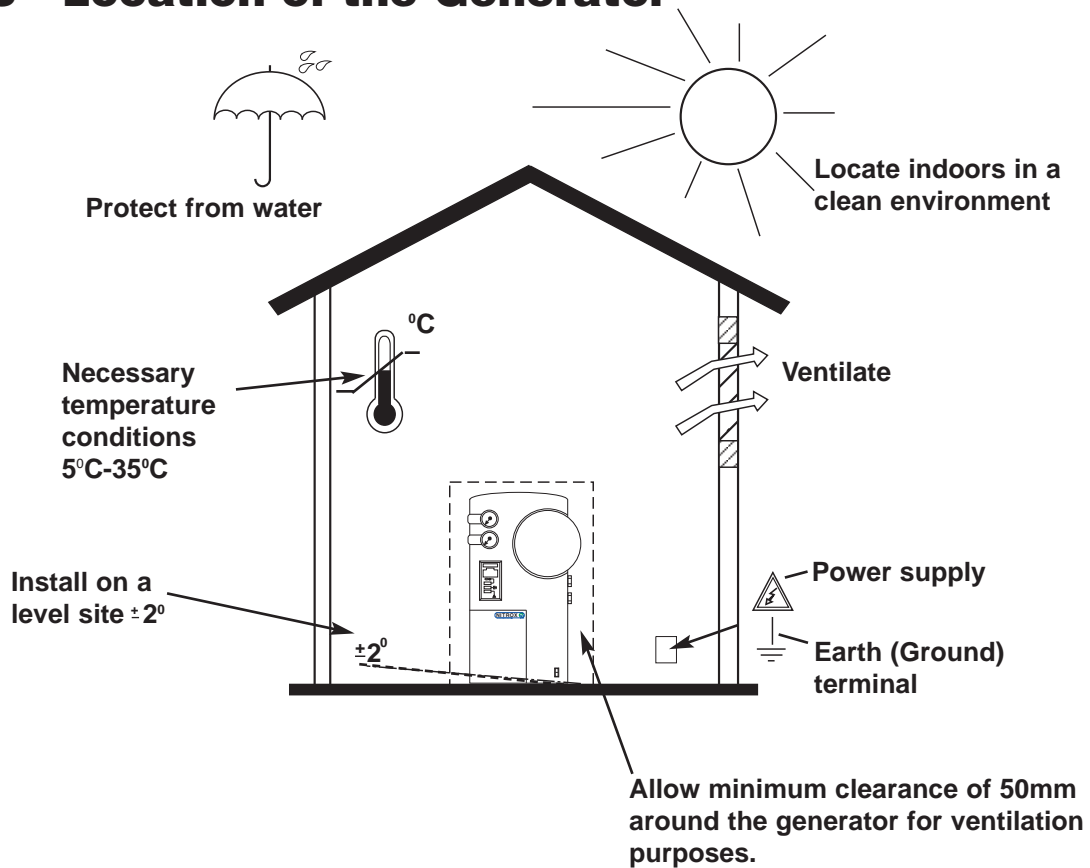 Location of the Generator
Protect from water
Locate indoors in a
clean environment
⁰C
Necessary
temperature
conditions
5⁰C-35⁰C
Ventilate
Install on a
level site ±2⁰
±2⁰
NITROX
Power supply
Earth (Ground)
terminal
Allow minimum clearance of 50mm
around the generator for ventilation
purposes.